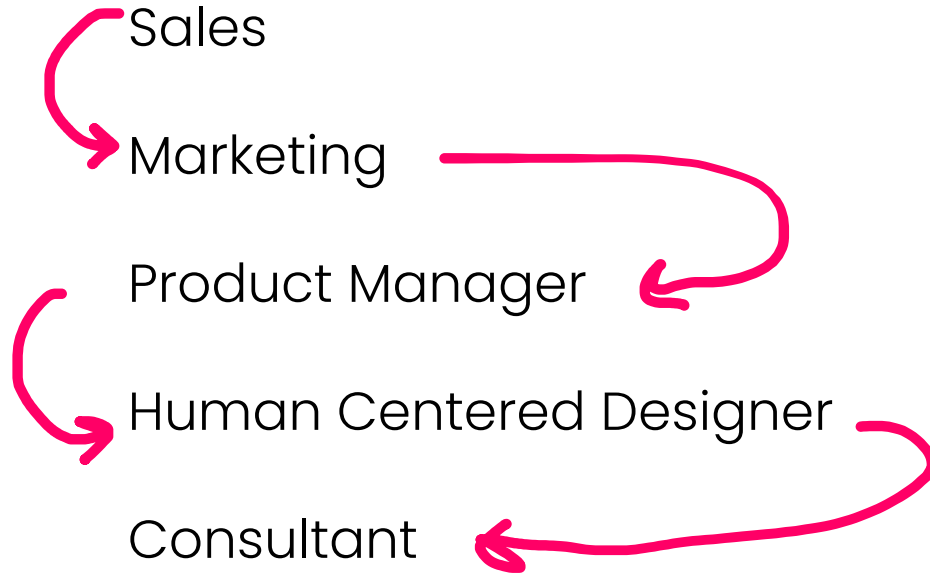 Sales
Marketing
Product Manager
Human Centered Designer
Consultant